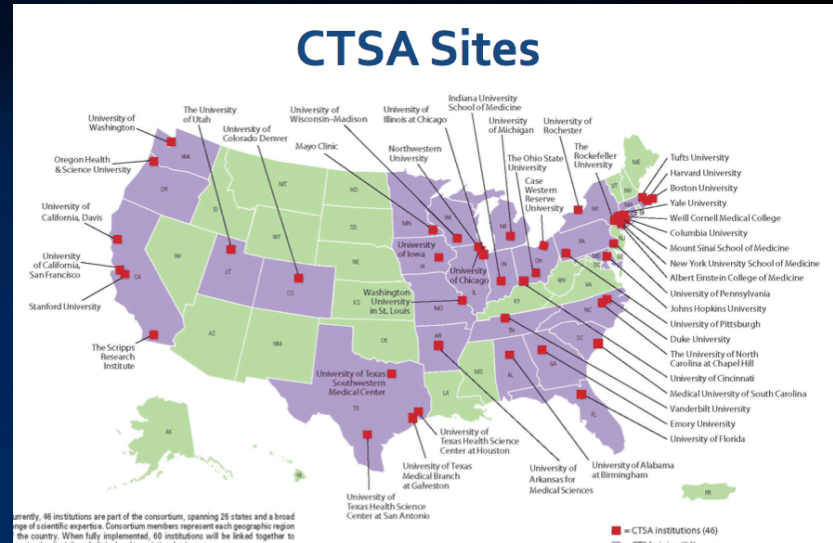 CTSA Sites
University of
Washington
Oregon Health
& Science University
The University
of Utah
University of
Colorado Denver
Mayo Clinic
University of
Wisconsin–Madison
Northwestern
University
University of
Illinois at Chicago
Indiana University
School of Medicine
University
of Michigan
The Ohio State
University
Case
Western
Reserve
University
University of
Rochester
The
Rockefeller
University
Tufts University
Harvard University
Boston University
Yale University
Weill Cornell Medical College
Columbia University
Mount Sinai School of Medicine
New York University School of Medicine
Albert Einstein College of Medicine
University of Pennsylvania
Johns Hopkins University
University of Pittsburgh
Duke University
The University of North
Carolina at Chapel Hill
University of Cincinnati
Medical University of South Carolina
Vanderbilt University
Emory University
University of Florida
University of
California, Davis
University
of California,
San Francisco
Stanford University
The Scripps
Research
Institute
University
of Iowa
University
of Chicago
Washington
University
in St. Louis
University of Texas
Southwestern
Medical Center
University of
Texas Health Science
Center at Houston
University of Texas
Medical Branch
at Galveston
University of
Texas Health Science
Center at San Antonio
University of
Arkansas for
Medical Sciences
University of Alabama
at Birmingham
WA
OR
CA
NV
ID
MT
WY
UT
CO
AZ
NM
ND
SD
NE
KS
OK
TX
MN
IA
MO
AR
LA
WI
IL
MI
IN
OH
KY
TN
MS
AL
GA
FL
SC
NC
VA
WV
PA
NY
VT
ME
AK
PR
urrently, 46 institutions are part of the consortium, spanning 26 states and a broad
nge of scientific expertise. Consortium members represent each geographic region
the country. When fully implemented, 60 institutions will be linked together to
= CTSA institutions (46)